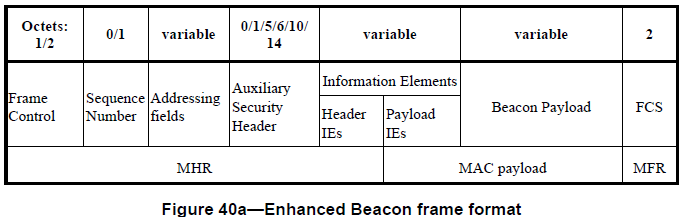 Octets: 1/2 0/1 variable 0/1/5/6/10/14 variable variable 2
Frame Control Sequence Number Addressing fields Auxiliary Security Header Information Elements Beacon Payload FCS
Header IEs Payload IEs
MHR MAC payload MFR
Figure 40a—Enhanced Beacon frame format